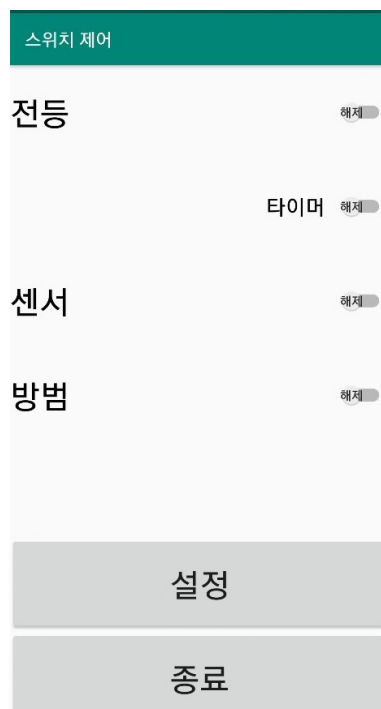 스위치 제어
전등 해제
타이머 해제
센서 해제
방범 해제
설정
종료